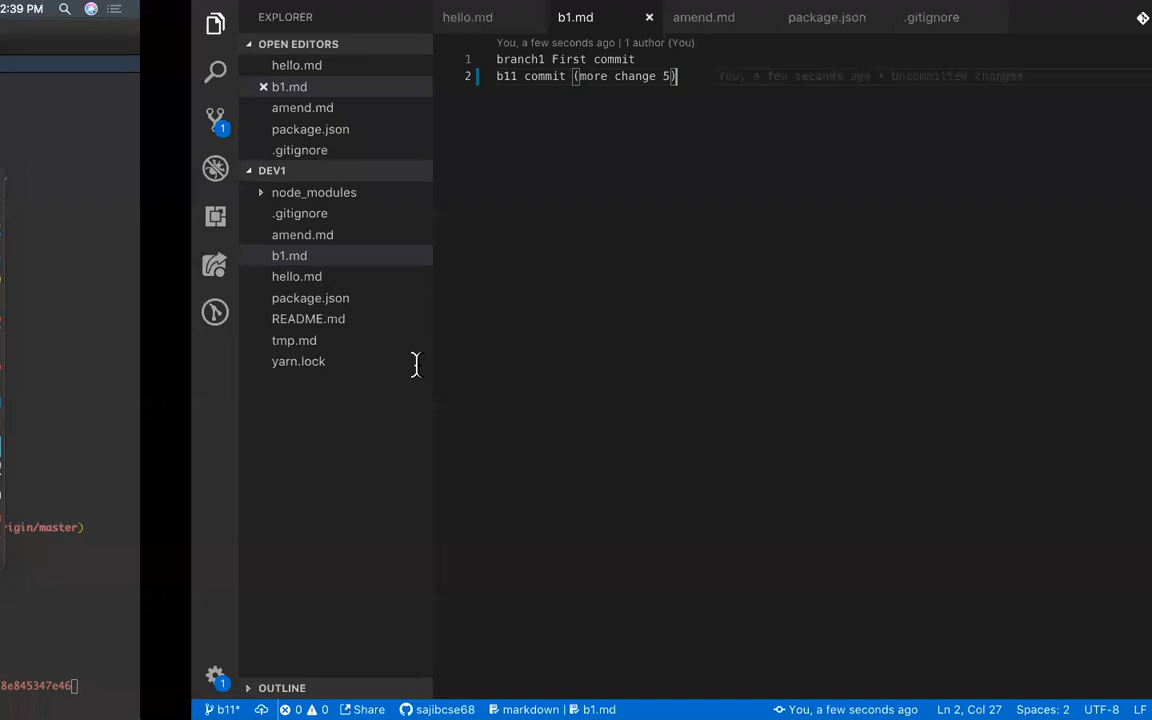 2:39 PM
rigin/master)
8e845347e46
EXPLORER
OPEN EDITORS
hello.md
b1.md
amend.md
package.json
.gitignore
DEV1
node_modules
.gitignore
amend.md
b1.md
hello.md
package.json
README.md
tmp.md
yarn.lock
OUTLINE
1
1
hello.md b1.md amend.md package.json .gitignore
You, a few seconds ago | 1 author (You)
1 branch1 First commit
2 b11 commit (more change 5) You, a few seconds ago • Uncommitted changes
b11* 0 0 Share sajibcse68 markdown | b1.md You, a few seconds ago Ln 2, Col 27 Spaces: 2 UTF-8 LF